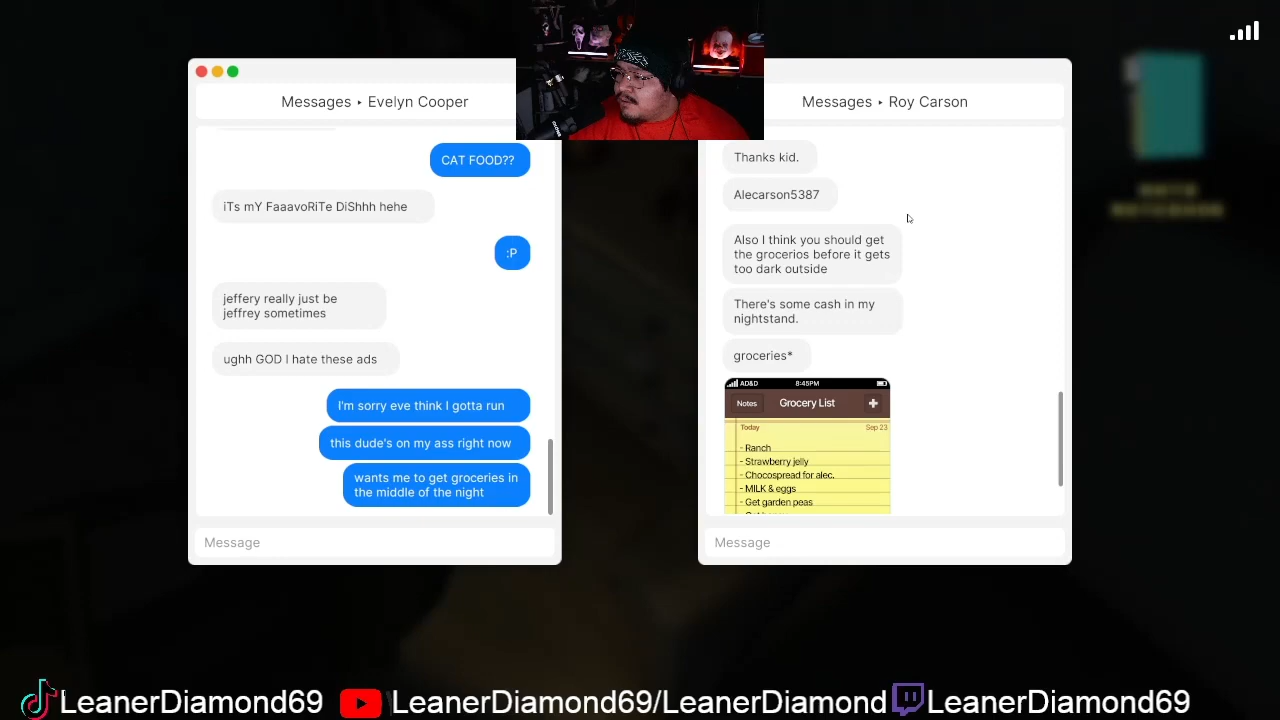 Messages ▸ Evelyn Cooper
CAT FOOD??
iTs mY FaaavoRiTe DiShhh hehe
:P
jeffery really just be
jeffrey sometimes
ughh GOD I hate these ads
I'm sorry eve think I gotta run
this dude's on my ass right now
wants me to get groceries in
the middle of the night
Message
Messages ▸ Roy Carson
Thanks kid.
Alecarson5387
Also I think you should get
the grocerios before it gets
too dark outside
There's some cash in my
nightstand.
groceries*
AD&D 8:45PM
Notes Grocery List +
Today Sep 23
- Ranch
- Strawberry jelly
- Chocospread for alec.
- MILK & eggs
- Get garden peas
Message
LeanerDiamond69 LeanerDiamond69/LeanerDiamond LeanerDiamond69